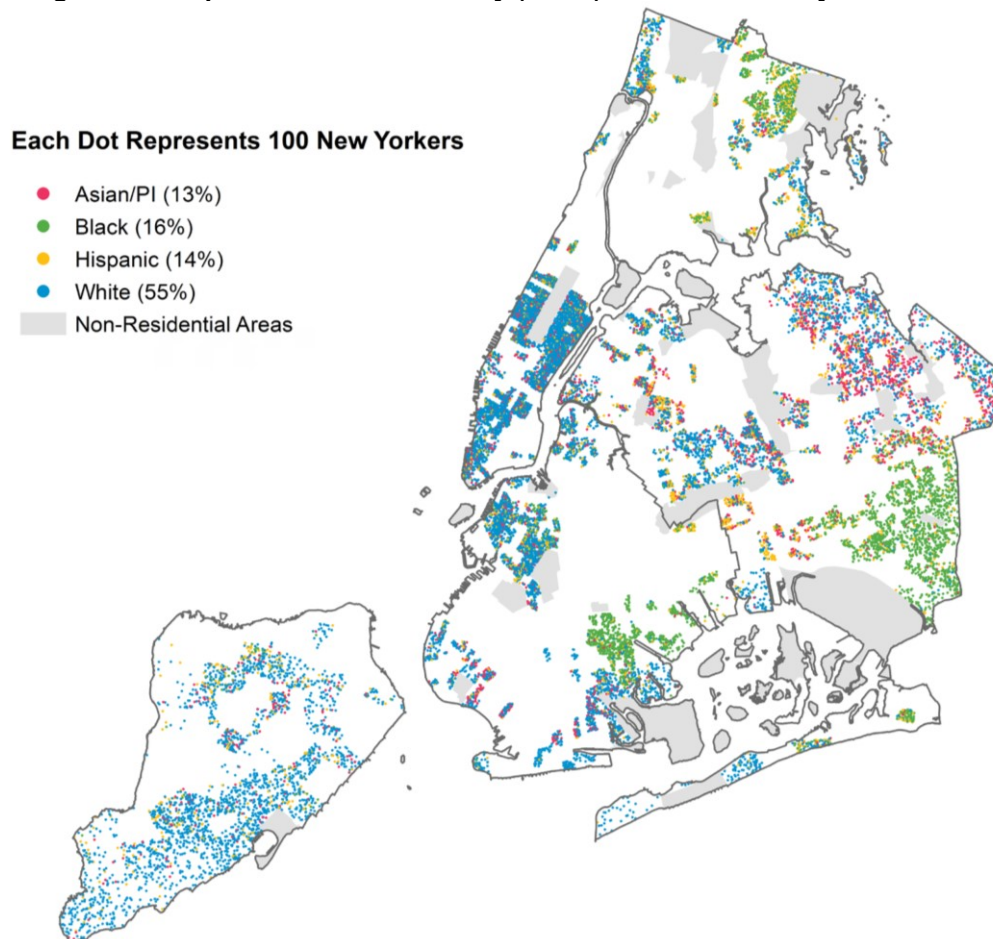 Each Dot Represents 100 New Yorkers
Asian/PI (13%)
Black (16%)
Hispanic (14%)
White (55%)
Non-Residential Areas